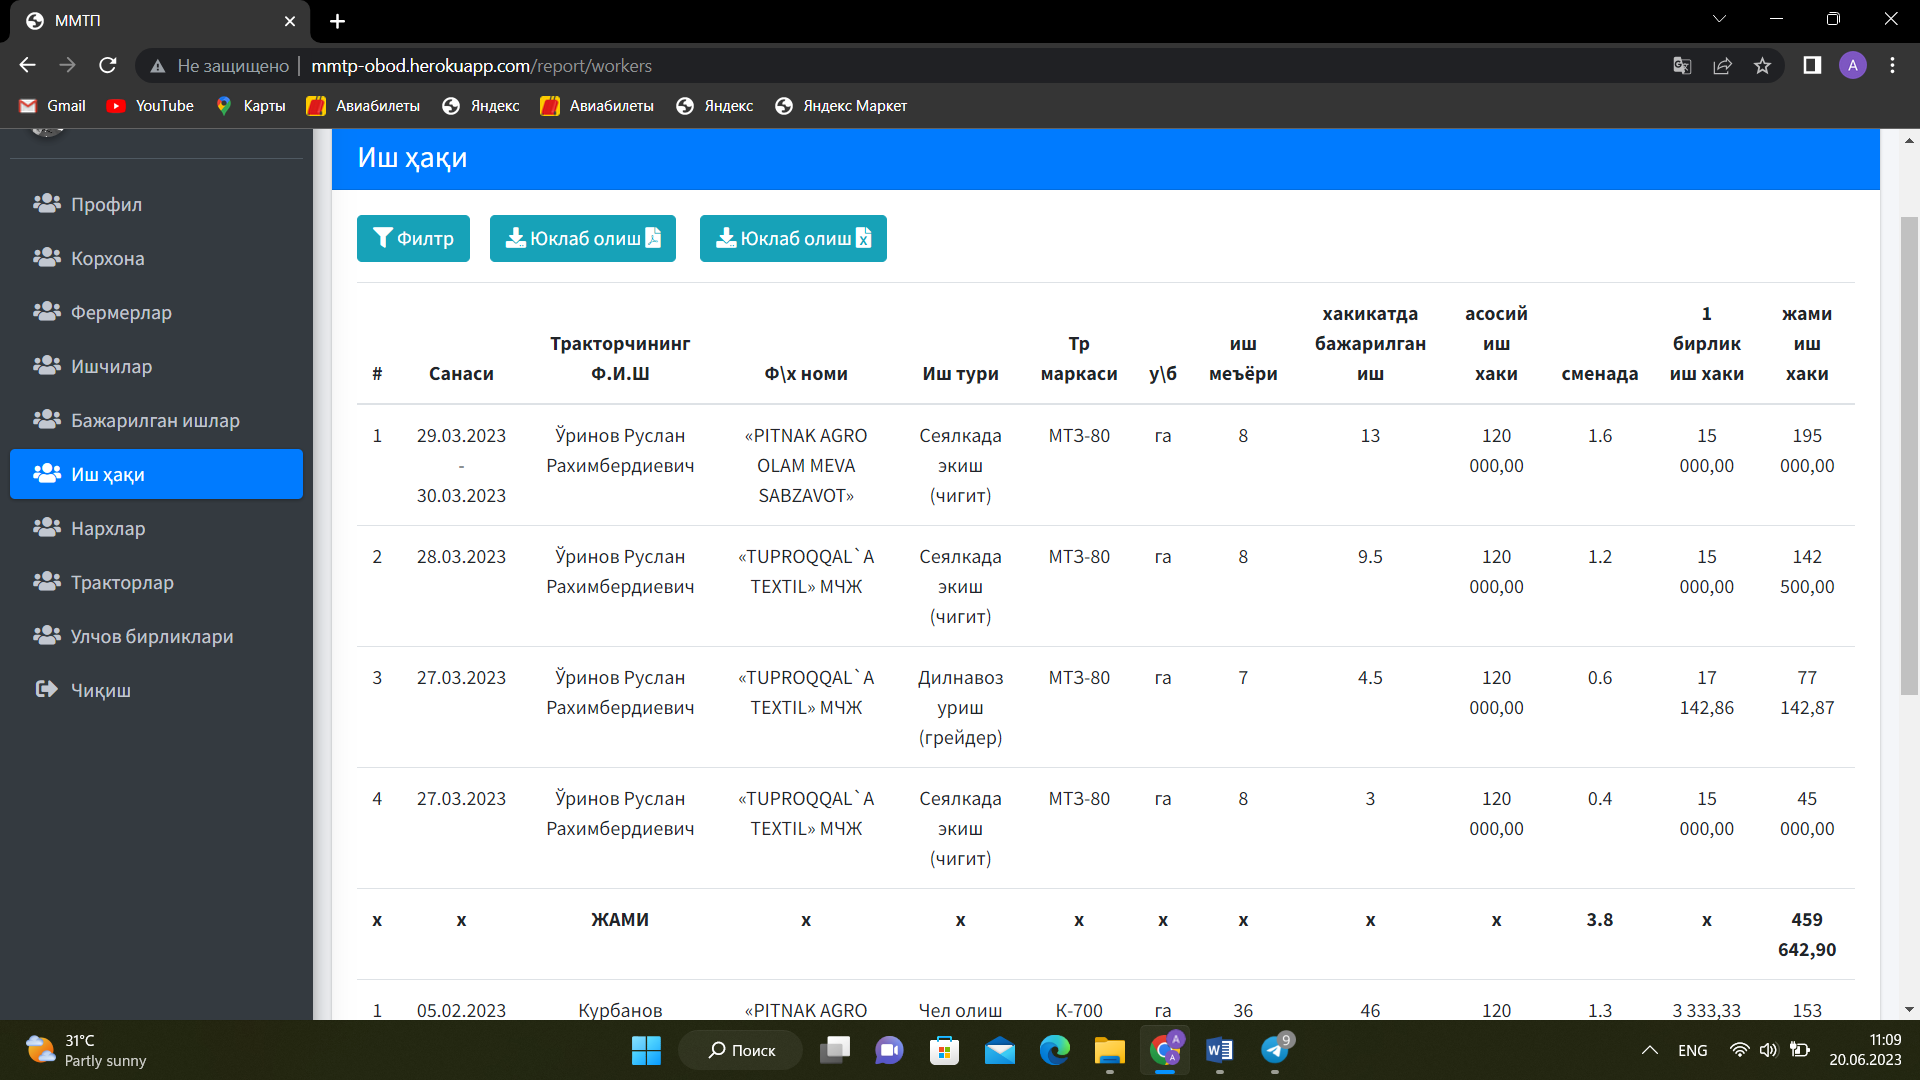 ММТП
Не защищено mmtp-obod.herokuapp.com/report/workers
A
Gmail YouTube Карты Авиабилеты Яндекс Авиабилеты Яндекс Яндекс Маркет
Профил
Корхона
Фермерлар
Ишчилар
Бажарилган ишлар
Иш ҳақи
Нархлар
Тракторлар
Улчов бирликлари
Чиқиш
Иш ҳақи
Филтр Юклаб олиш Юклаб олиш
хакикатда асосий 1 жами
Тракторчининг Тр иш бажарилган иш бирлик иш
# Санаси Ф.И.Ш Ф\х номи Иш тури маркаси у\б меъёри иш хаки сменада иш хаки хаки
1 29.03.2023 Ўринов Руслан «PITNAK AGRO Сеялкада МТЗ-80 га 8 13 120 1.6 15 195
- Рахимбердиевич OLAM MEVA экиш 000,00 000,00 000,00
30.03.2023 SABZAVOT» (чигит)
2 28.03.2023 Ўринов Руслан «TUPROQQAL`A Сеялкада МТЗ-80 га 8 9.5 120 1.2 15 142
Рахимбердиевич TEXTIL» МЧЖ экиш 000,00 000,00 500,00
(чигит)
3 27.03.2023 Ўринов Руслан «TUPROQQAL`A Дилнавоз МТЗ-80 га 7 4.5 120 0.6 17 77
Рахимбердиевич TEXTIL» МЧЖ уриш 000,00 142,86 142,87
(грейдер)
4 27.03.2023 Ўринов Руслан «TUPROQQAL`A Сеялкада МТЗ-80 га 8 3 120 0.4 15 45
Рахимбердиевич TEXTIL» МЧЖ экиш 000,00 000,00 000,00
(чигит)
x x ЖАМИ x x x x x x x 3.8 x 459
642,90
1 05.02.2023 Курбанов «PITNAK AGRO Чел олиш К-700 га 36 46 120 1.3 3 333,33 153
31°C
Partly sunny
Поиск
A
A
9
ENG
11:09
20.06.2023